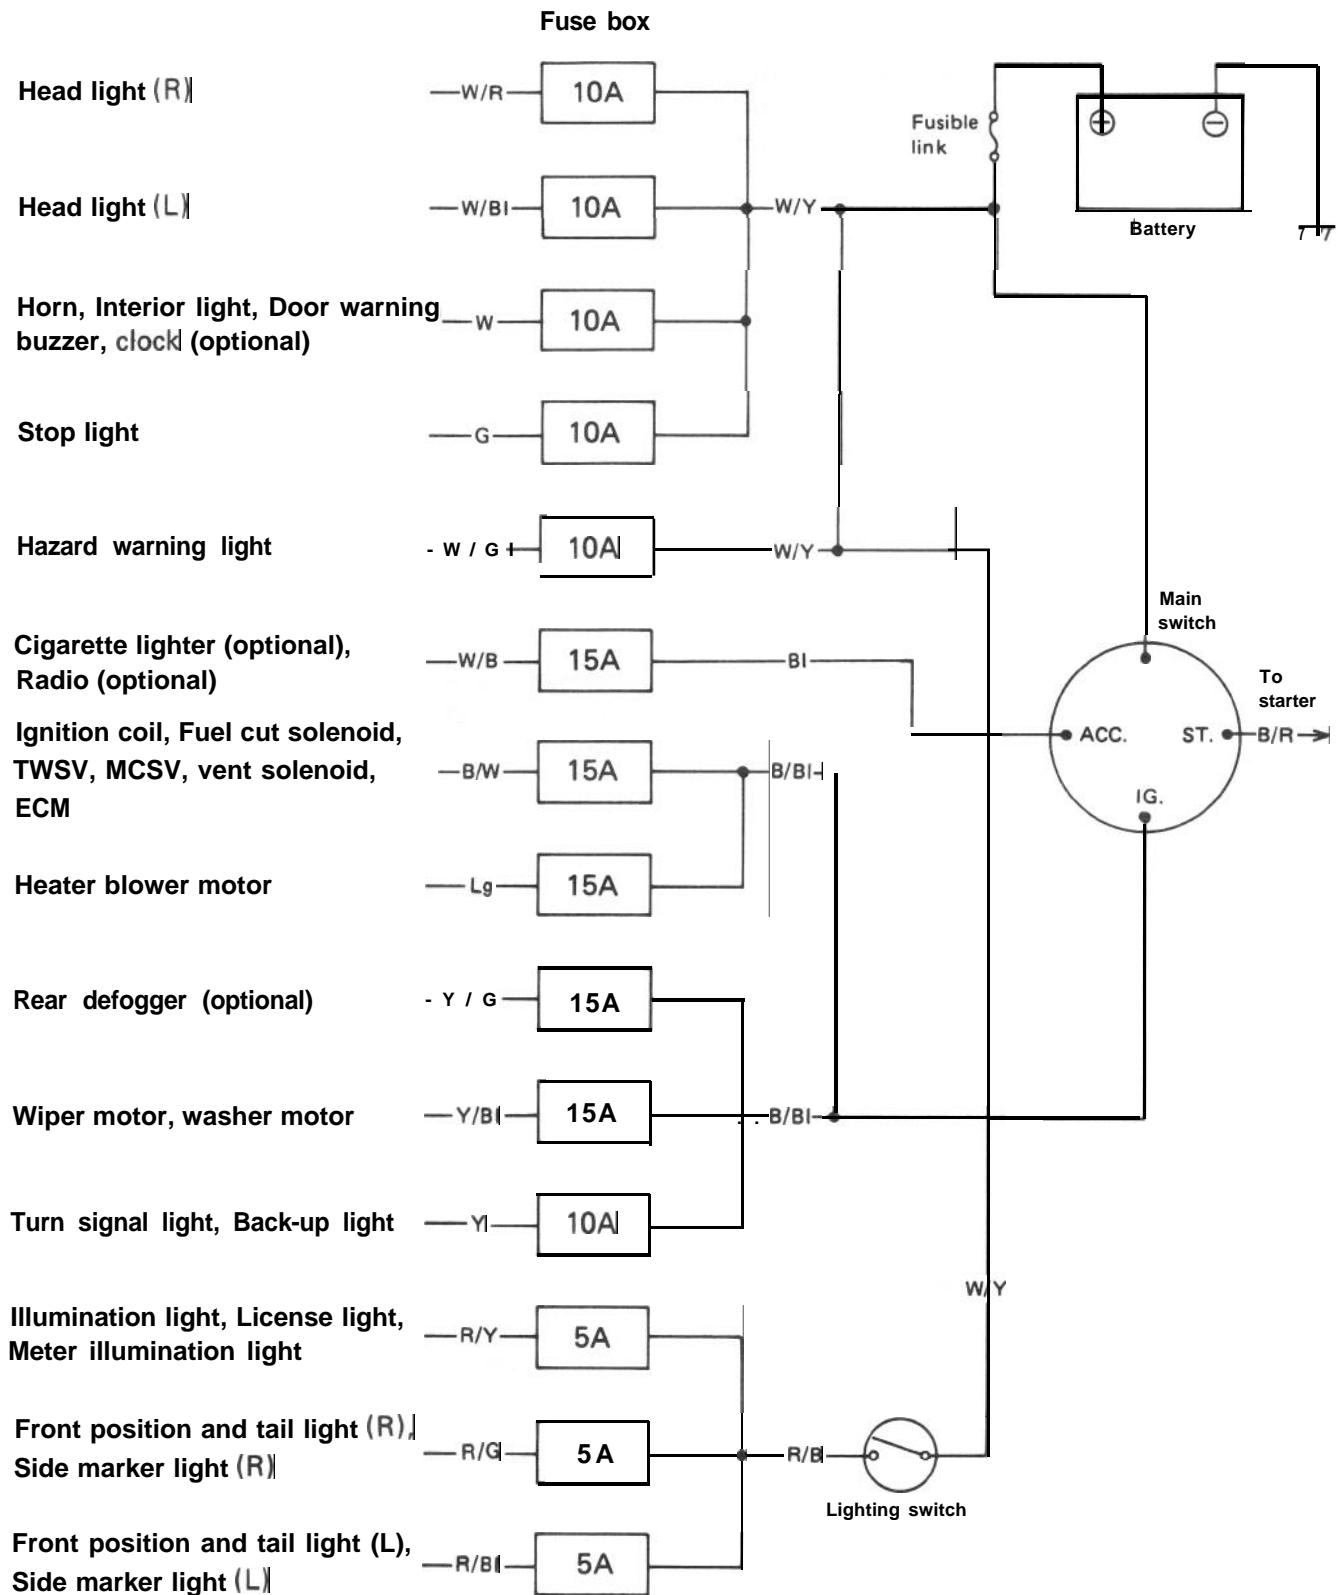 Fuse box
Head light (R)
W/R
10A
Fusible
link
+
−
Battery
Head light (L)
W/Bl
10A
W/Y
Horn, Interior light, Door warning
buzzer, clock (optional)
W
10A
Stop light
G
10A
Hazard warning light
- W / G
10A
W/Y
Main
switch
Cigarette lighter (optional),
Radio (optional)
W/B
15A
Bl
To
starter
ACC.
ST.
B/R
IG.
Ignition coil, Fuel cut solenoid,
TWSV, MCSV, vent solenoid,
ECM
B/W
15A
B/Bl
Heater blower motor
Lg
15A
Rear defogger (optional)
- Y / G
15A
Wiper motor, washer motor
Y/Bl
15A
B/Bl
Turn signal light, Back-up light
Y
10A
W/Y
Illumination light, License light,
Meter illumination light
R/Y
5A
Front position and tail light (R),
Side marker light (R)
R/G
5A
R/B
Lighting switch
Front position and tail light (L),
Side marker light (L)
R/Bl
5A